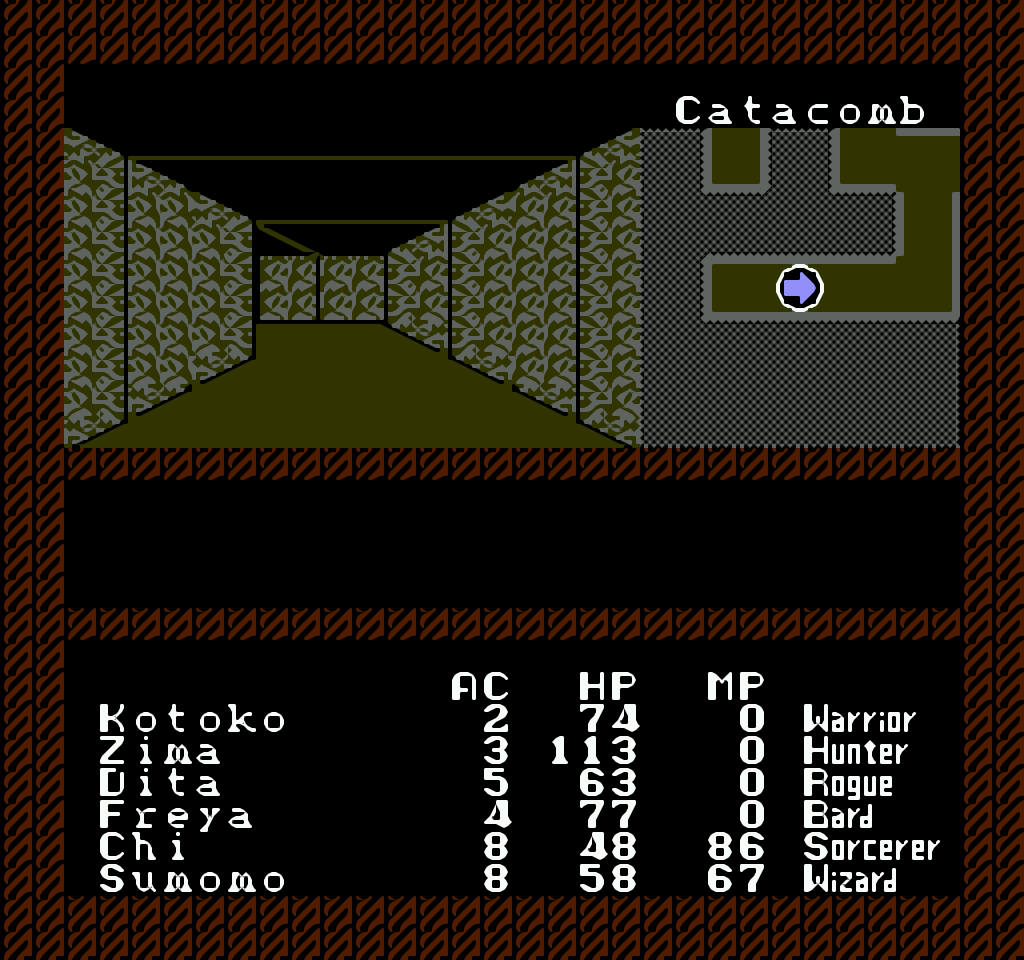 Catacomb
AC HP MP
Kotoko 2 74 0 Warrior
Zima 3 113 0 Hunter
Dita 5 63 0 Rogue
Freya 4 77 0 Bard
Chi 8 48 86 Sorcerer
Sumomo 8 58 67 Wizard